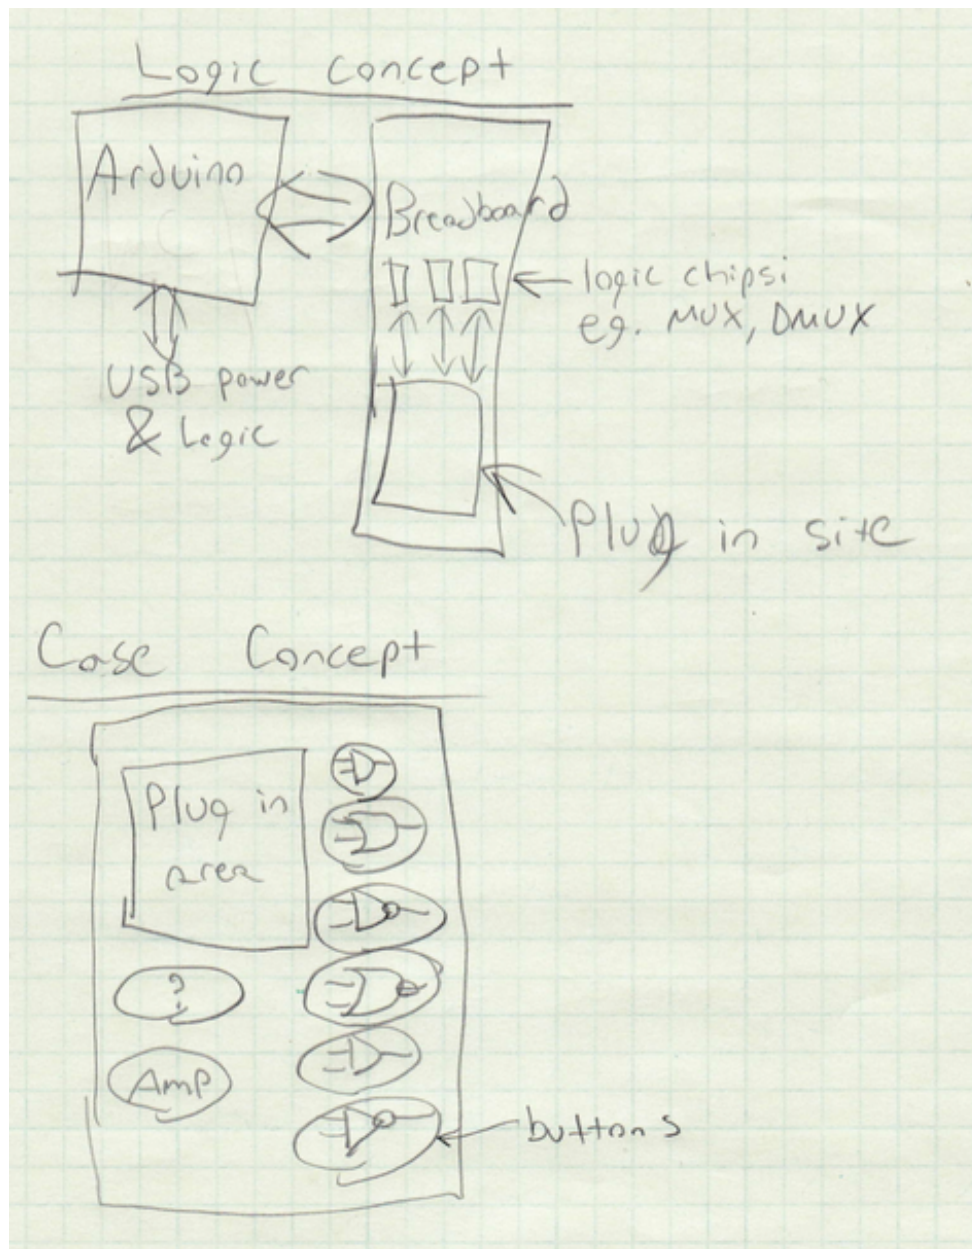 Logic Concept
Arduino
Breadboard
logic chips
eg. MUX, DMUX
USB power
& Logic
Plug in site
Case Concept
Plug in
area
?
Amp
buttons